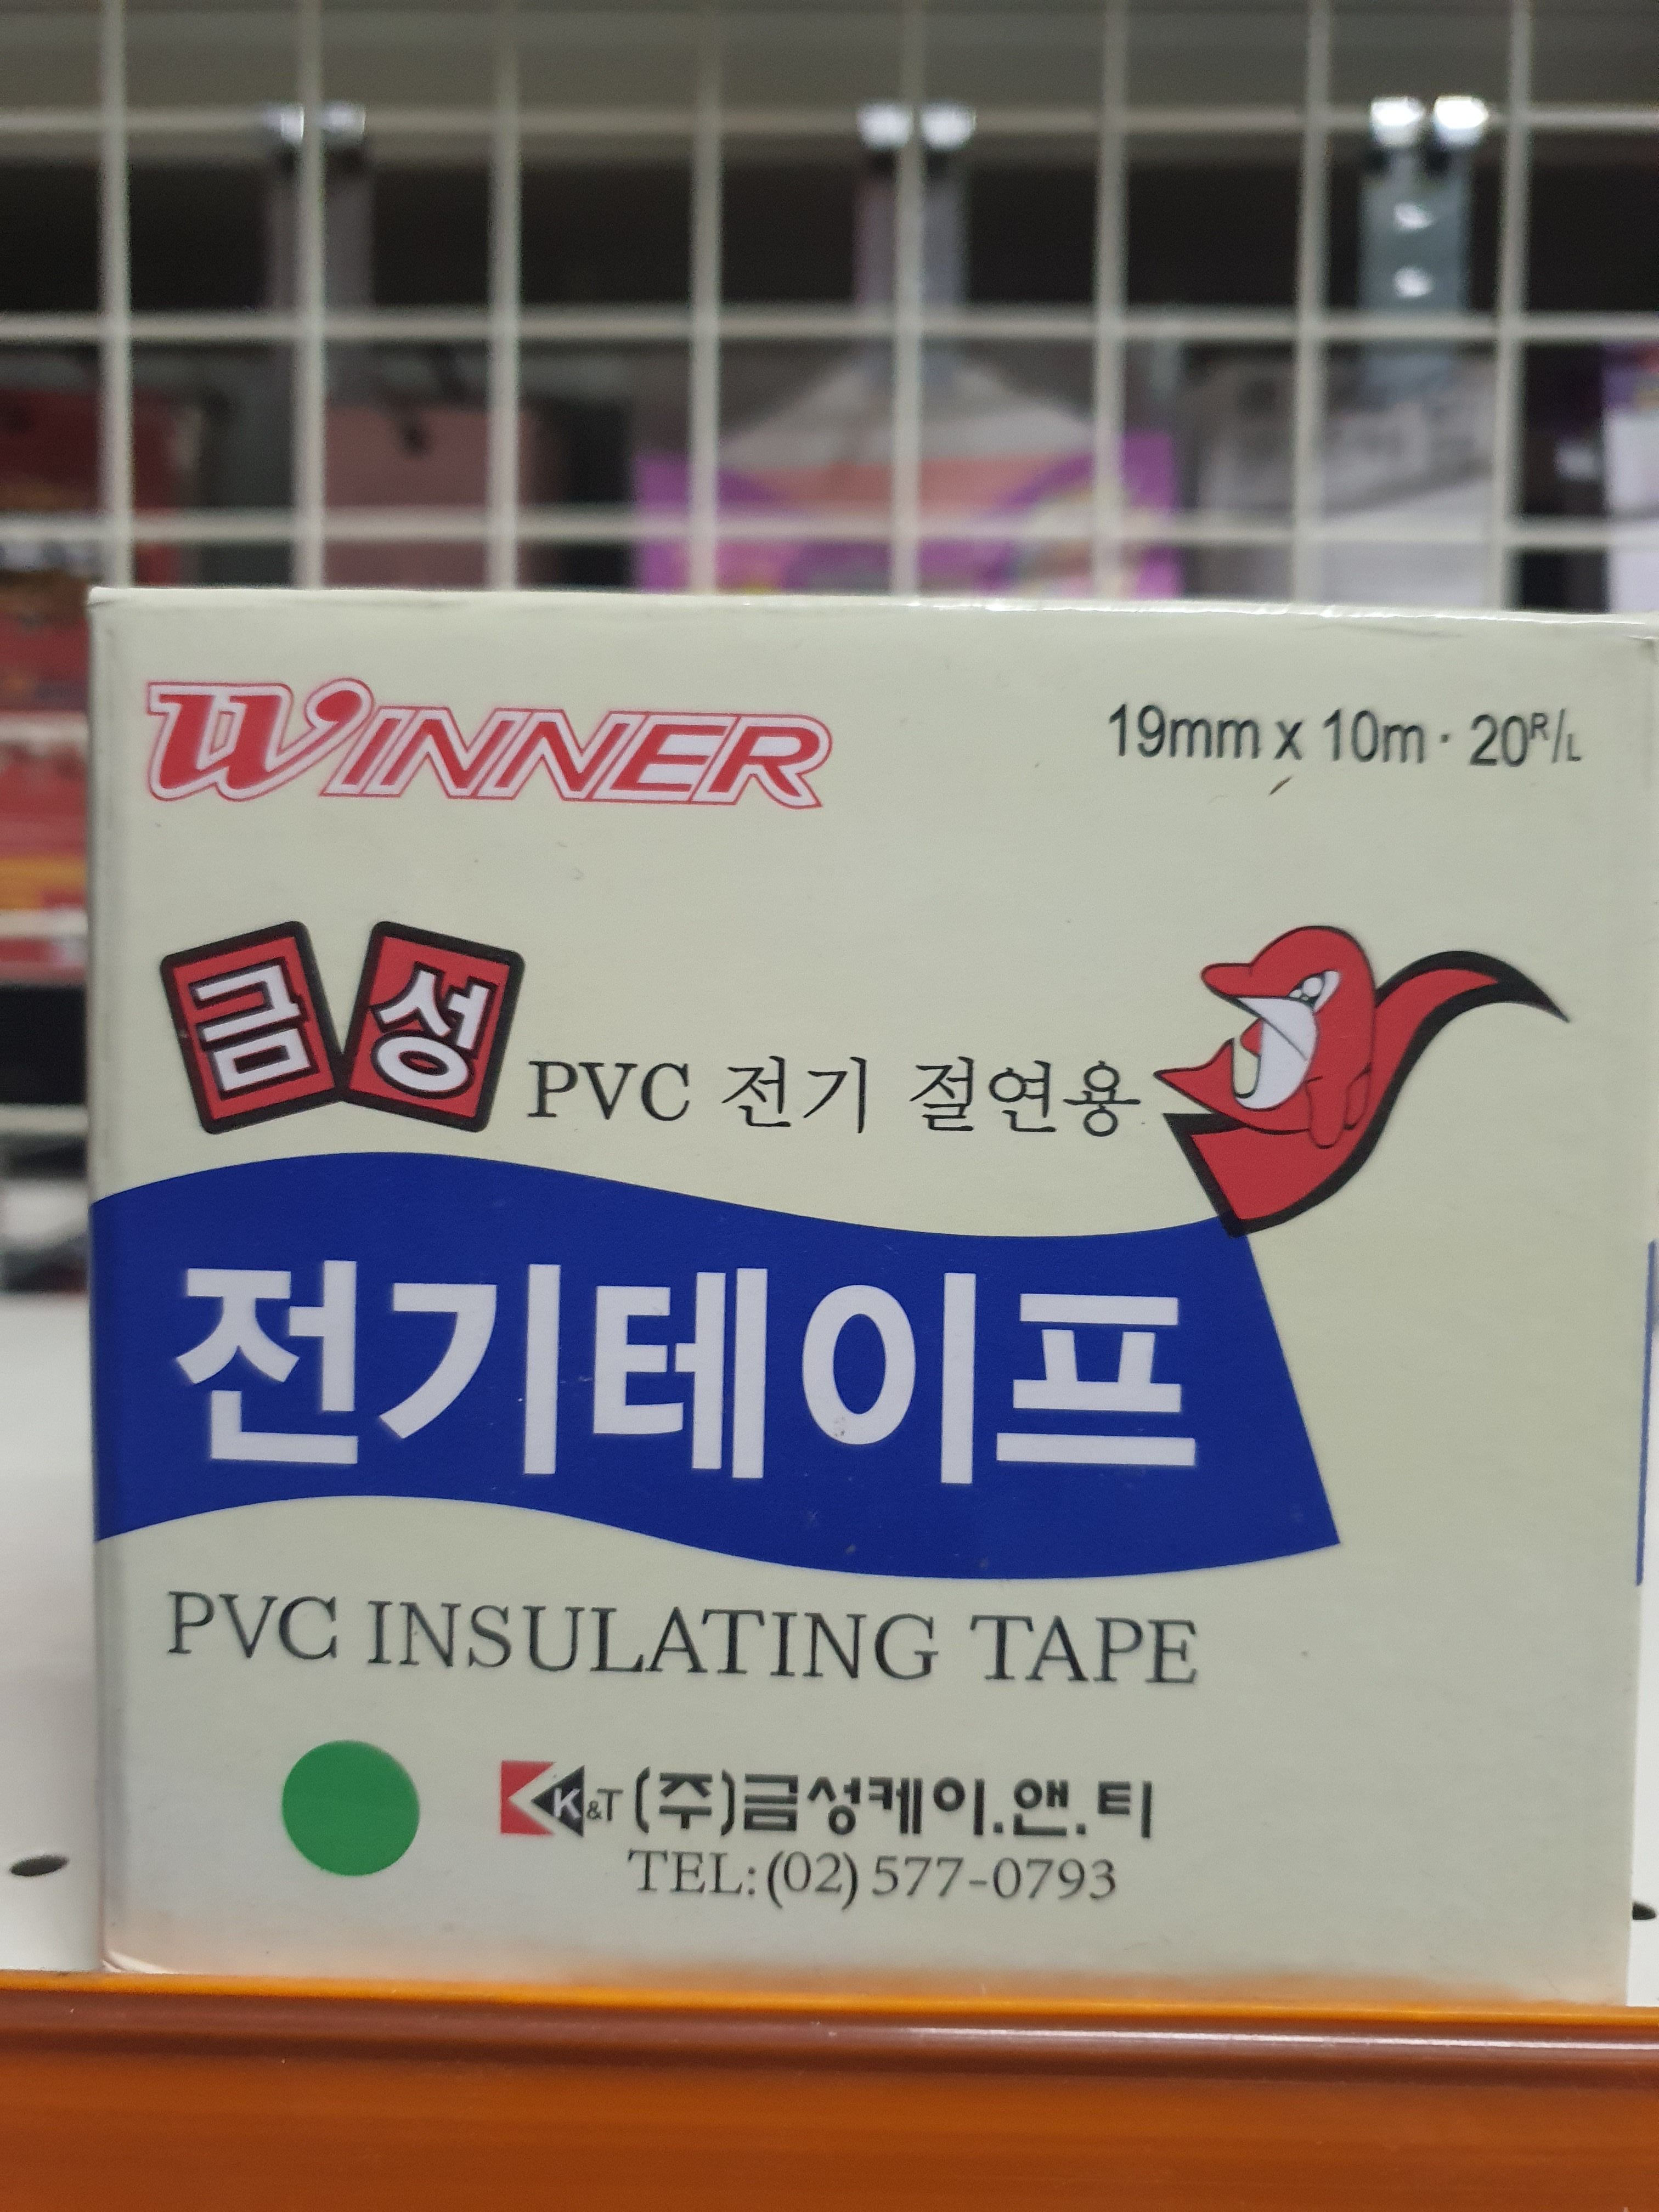 WINNER
19mm x 10m · 20R/L
금성 PVC 전기 절연용
전기테이프
PVC INSULATING TAPE
K&T (주)금성케이.앤.티
TEL:(02)577-0793